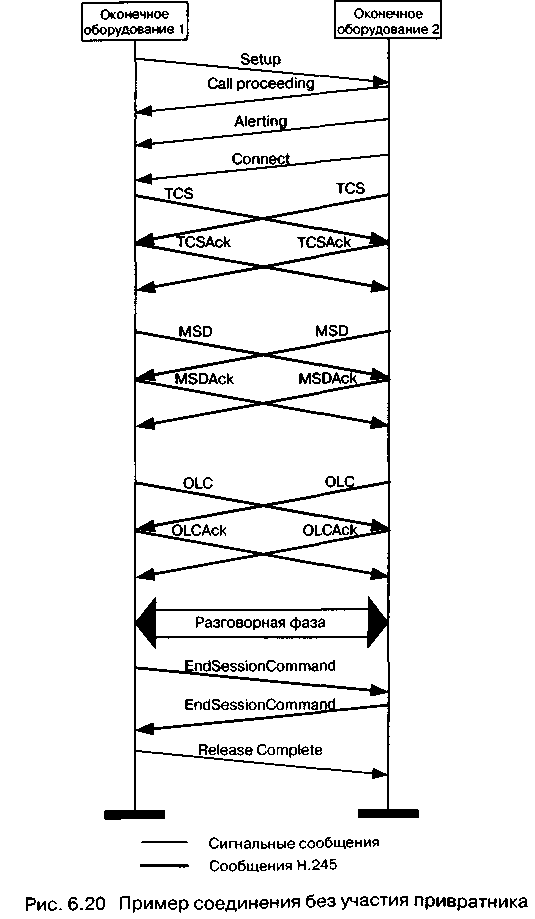 Оконечное
оборудование 1
Оконечное
оборудование 2
Setup
Call proceeding
Alerting
Connect
TCS TCS
TCSAck TCSAck
MSD MSD
MSDAck MSDAck
OLC OLC
OLCAck OLCAck
Разговорная фаза
EndSessionCommand
EndSessionCommand
Release Complete
Сигнальные сообщения
Сообщения H.245
Рис. 6.20 Пример соединения без участия привратника